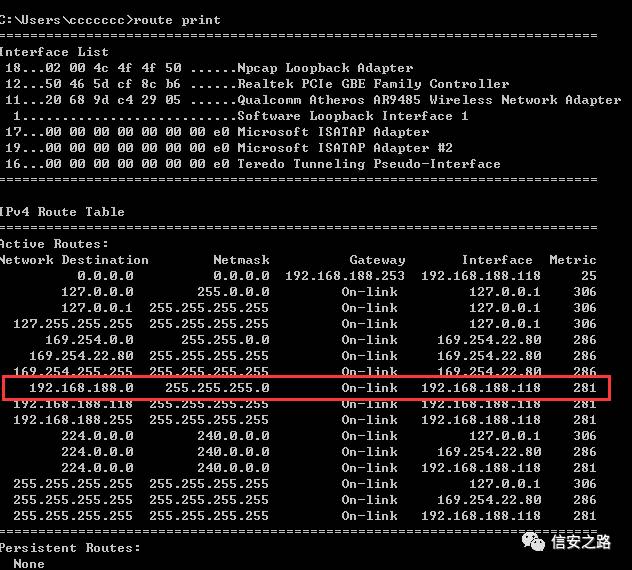 C:\Users\ccccccc>route print
===========================================================================
Interface List
 18...02 00 4c 4f 4f 50 ......Npcap Loopback Adapter
 12...50 46 5d cf 8c b6 ......Realtek PCIe GBE Family Controller
 11...20 68 9d c4 29 05 ......Qualcomm Atheros AR9485 Wireless Network Adapter
  1...........................Software Loopback Interface 1
 17...00 00 00 00 00 00 00 e0 Microsoft ISATAP Adapter
 19...00 00 00 00 00 00 00 e0 Microsoft ISATAP Adapter #2
 16...00 00 00 00 00 00 00 e0 Teredo Tunneling Pseudo-Interface
===========================================================================
IPv4 Route Table
===========================================================================
Active Routes:
Network Destination        Netmask          Gateway       Interface  Metric
          0.0.0.0          0.0.0.0  192.168.188.253  192.168.188.118     25
        127.0.0.0        255.0.0.0         On-link         127.0.0.1    306
        127.0.0.1  255.255.255.255         On-link         127.0.0.1    306
  127.255.255.255  255.255.255.255         On-link         127.0.0.1    306
      169.254.0.0      255.255.0.0         On-link     169.254.22.80    286
    169.254.22.80  255.255.255.255         On-link     169.254.22.80    286
  169.254.255.255  255.255.255.255         On-link     169.254.22.80    286
    192.168.188.0    255.255.255.0         On-link   192.168.188.118    281
  192.168.188.118  255.255.255.255         On-link   192.168.188.118    281
  192.168.188.255  255.255.255.255         On-link   192.168.188.118    281
        224.0.0.0        240.0.0.0         On-link         127.0.0.1    306
        224.0.0.0        240.0.0.0         On-link     169.254.22.80    286
        224.0.0.0        240.0.0.0         On-link   192.168.188.118    281
  255.255.255.255  255.255.255.255         On-link         127.0.0.1    306
  255.255.255.255  255.255.255.255         On-link     169.254.22.80    286
  255.255.255.255  255.255.255.255         On-link   192.168.188.118    281
===========================================================================
Persistent Routes:
  None
信安之路